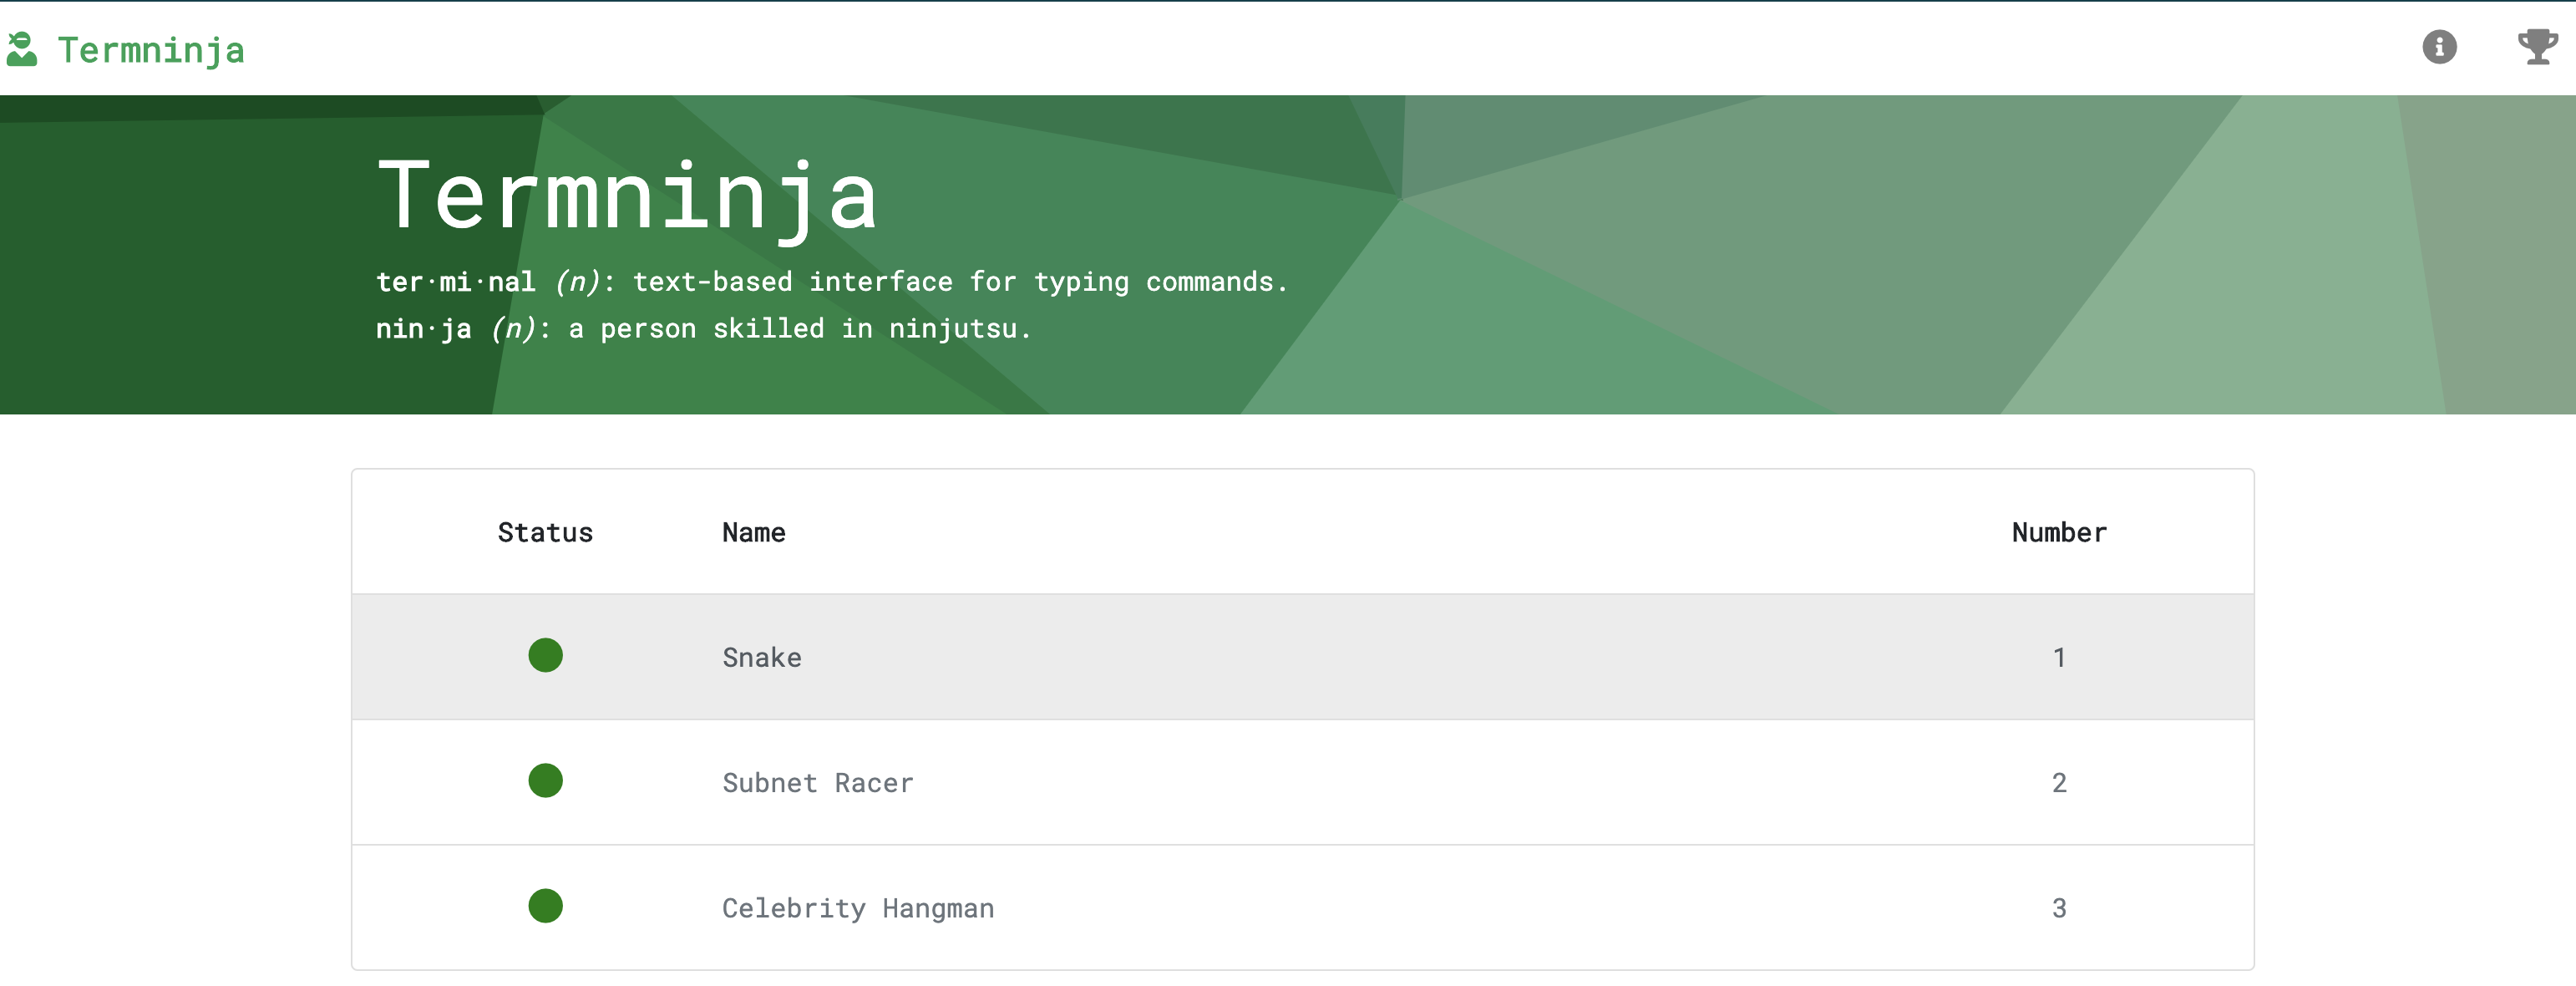 Termninja
Termninja
ter·mi·nal (n): text-based interface for typing commands.
nin·ja (n): a person skilled in ninjutsu.
Status Name Number
Snake 1
Subnet Racer 2
Celebrity Hangman 3